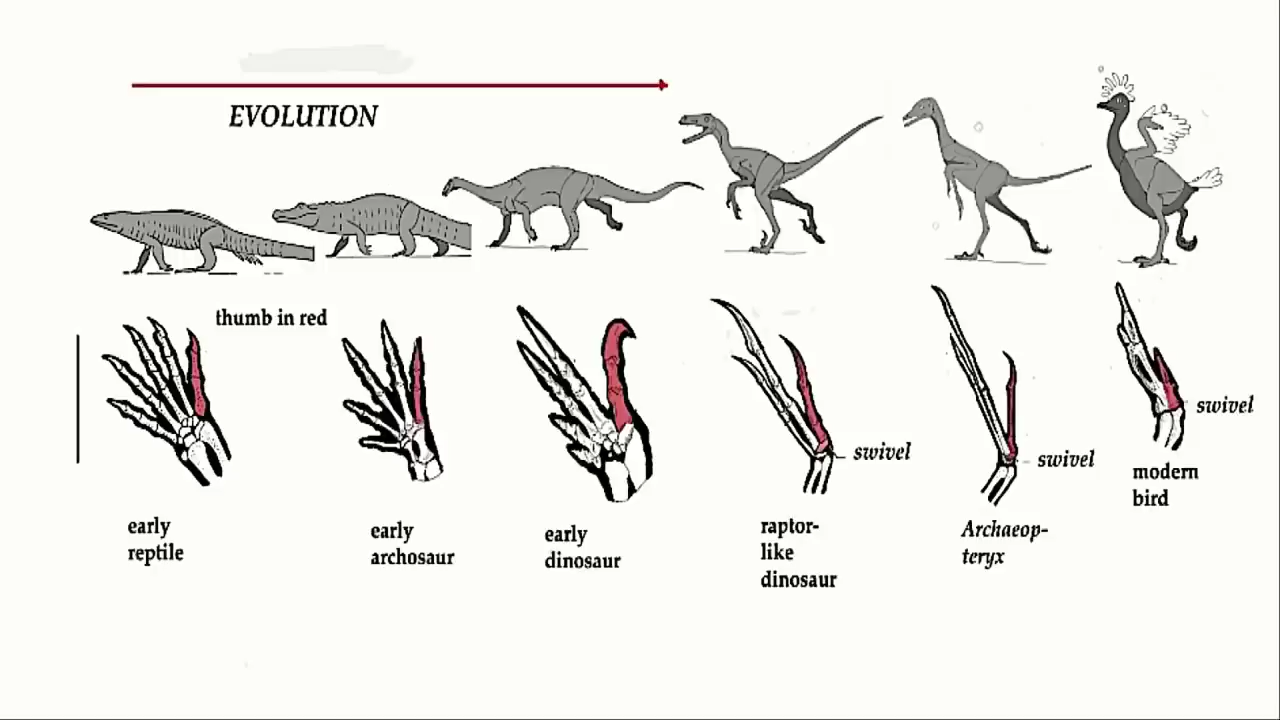 EVOLUTION
thumb in red
swivel
swivel
swivel
early
reptile
early
archosaur
early
dinosaur
raptor-
like
dinosaur
Archaeop-
teryx
modern
bird